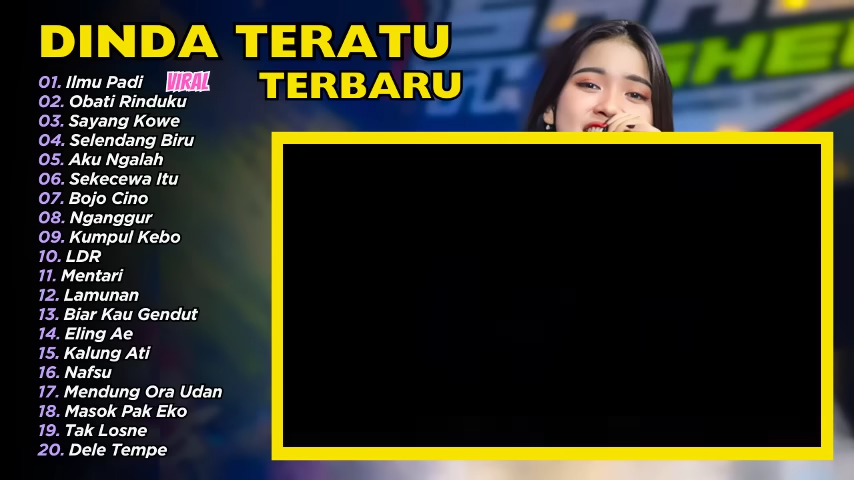 DINDA TERATU
TERBARU
01. Ilmu Padi VIRAL
02. Obati Rinduku
03. Sayang Kowe
04. Selendang Biru
05. Aku Ngalah
06. Sekecewa Itu
07. Bojo Cino
08. Nganggur
09. Kumpul Kebo
10. LDR
11. Mentari
12. Lamunan
13. Biar Kau Gendut
14. Eling Ae
15. Kalung Ati
16. Nafsu
17. Mendung Ora Udan
18. Masok Pak Eko
19. Tak Losne
20. Dele Tempe